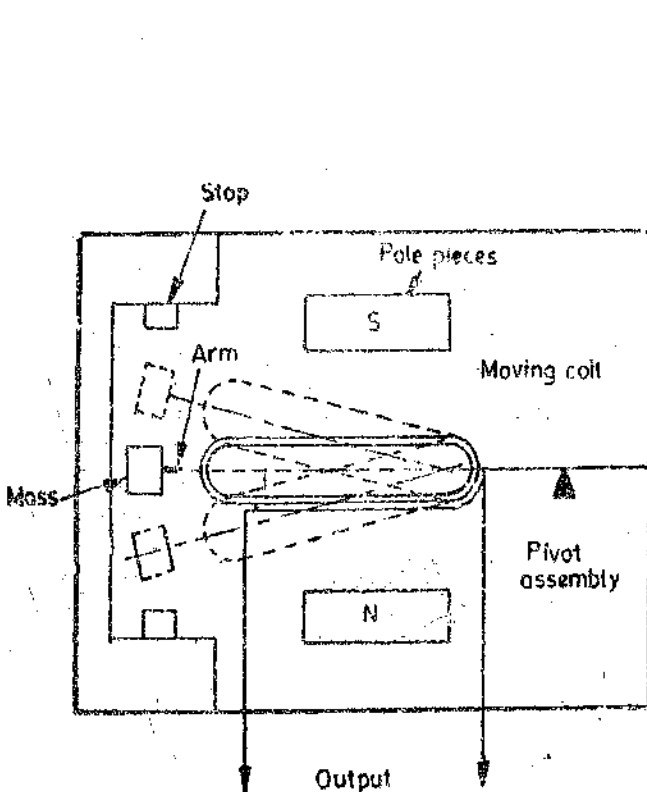 Stop
Pole pieces
S
Arm
Moving coil
Mass
Pivot
assembly
N
Output